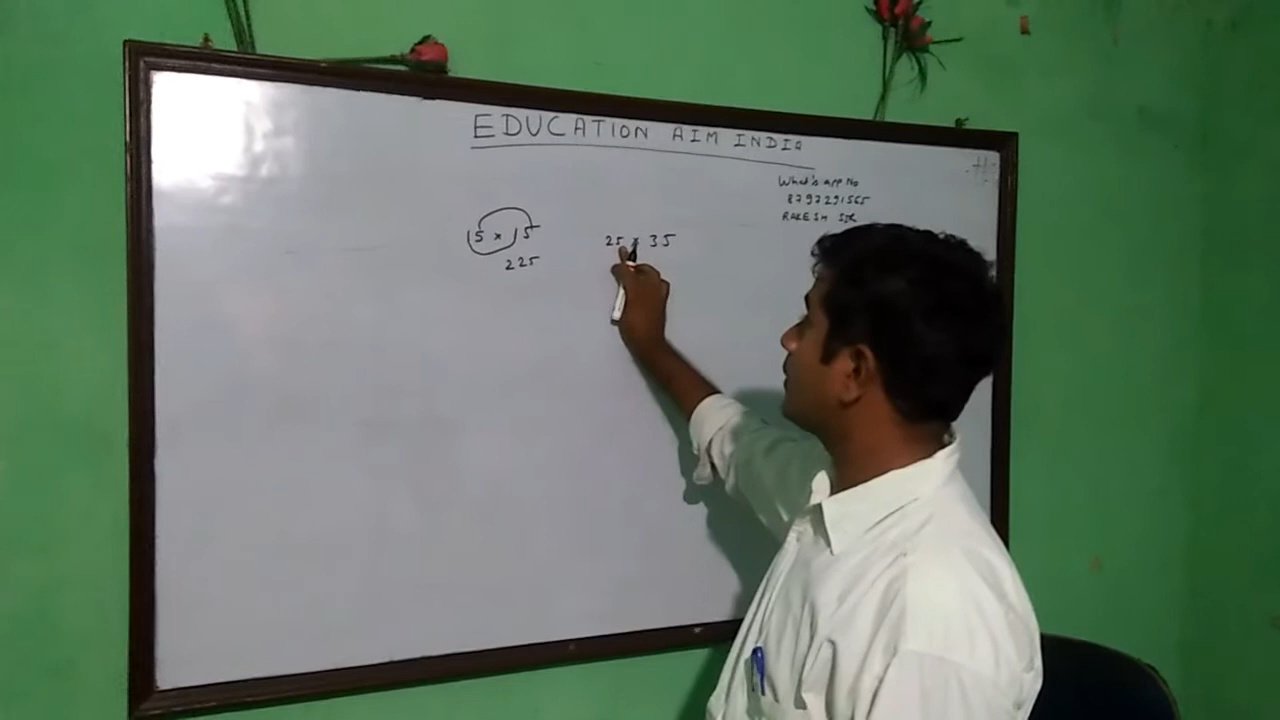 EDUCATION AIM INDIA
What's app No
8797291565
RAKESH SIR
15 x 15
225
25 x 35